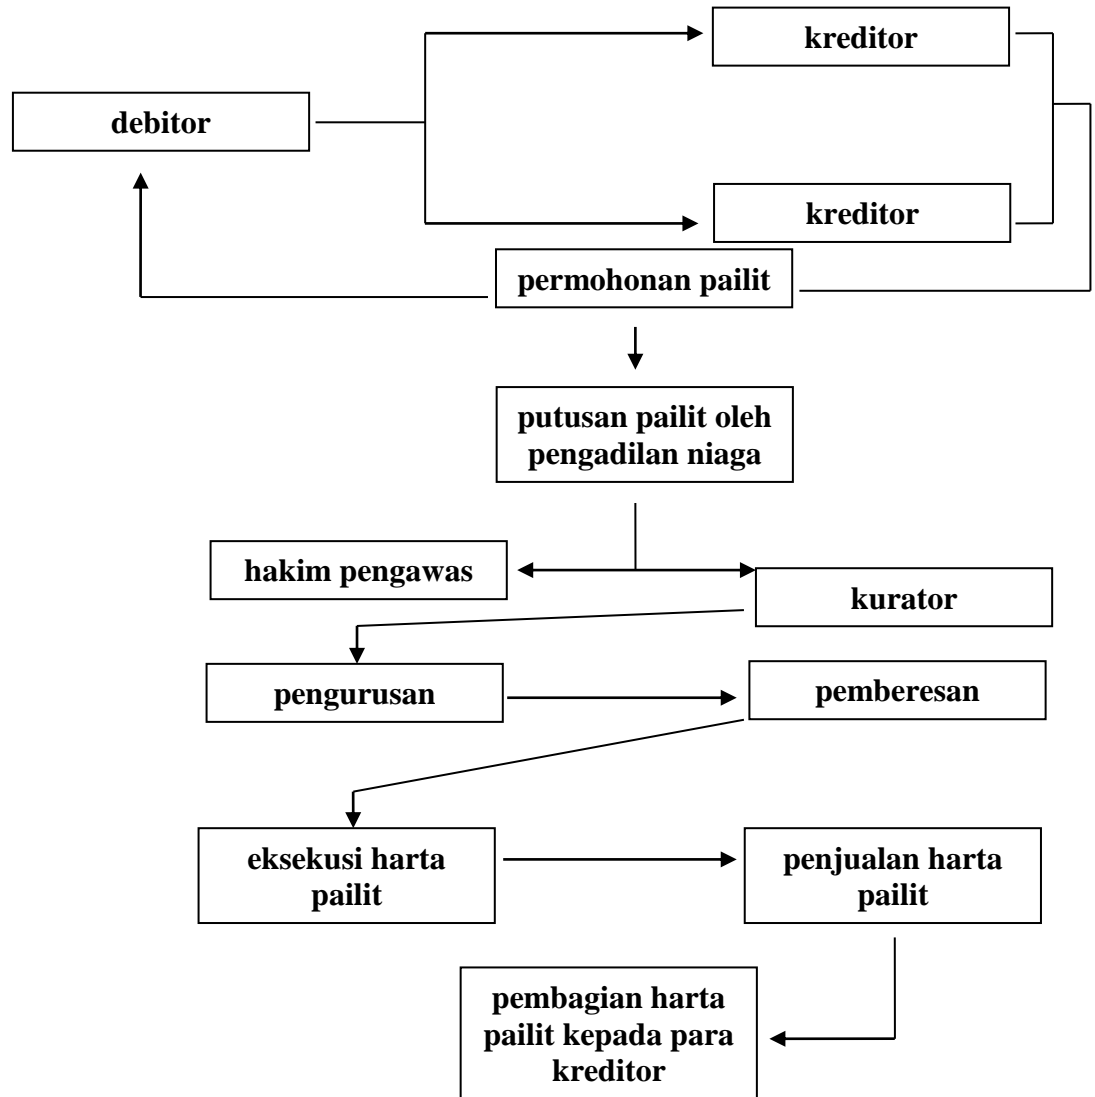 kreditor
debitor
kreditor
permohonan pailit
putusan pailit oleh
pengadilan niaga
hakim pengawas
kurator
pengurusan
pemberesan
eksekusi harta
pailit
penjualan harta
pailit
pembagian harta
pailit kepada para
kreditor